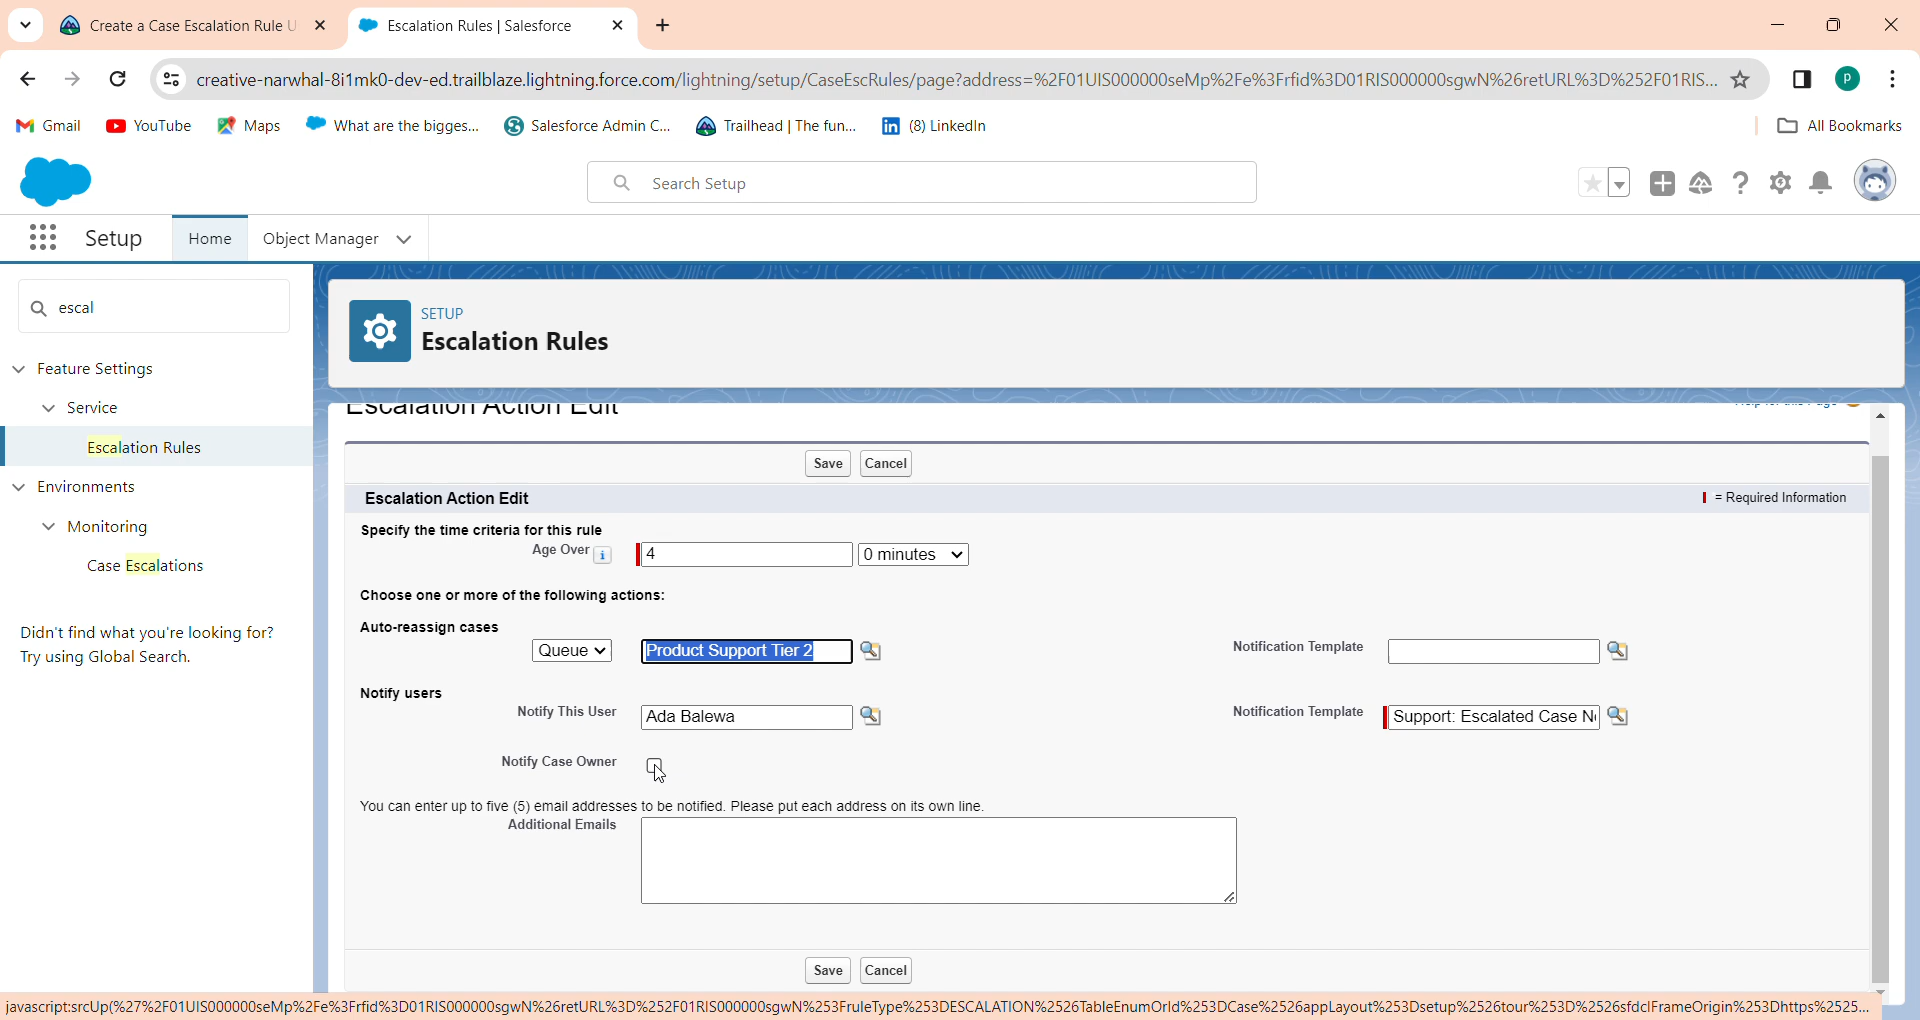 Create a Case Escalation Rule U
Escalation Rules | Salesforce
creative-narwhal-8i1mk0-dev-ed.trailblaze.lightning.force.com/lightning/setup/CaseEscRules/page?address=%2F01UIS000000seMp%2Fe%3Frfid%3D01RIS000000sgwN%26retURL%3D%252F01RIS...
P
Gmail
YouTube
Maps
What are the bigges...
Salesforce Admin C...
Trailhead | The fun...
(8) LinkedIn
All Bookmarks
Search Setup
Setup
Home
Object Manager
escal
SETUP
Escalation Rules
Feature Settings
Service
Escalation Rules
Environments
Monitoring
Case Escalations
Didn't find what you're looking for?
Try using Global Search.
Escalation Action Edit
Save
Cancel
Escalation Action Edit
= Required Information
Specify the time criteria for this rule
Age Over
4
0 minutes
Choose one or more of the following actions:
Auto-reassign cases
Queue
Product Support Tier 2
Notification Template
Notify users
Notify This User
Ada Balewa
Notification Template
Support: Escalated Case N
Notify Case Owner
You can enter up to five (5) email addresses to be notified. Please put each address on its own line.
Additional Emails
Save
Cancel
javascript:srcUp(%27%2F01UIS000000seMp%2Fe%3Frfid%3D01RIS000000sgwN%26retURL%3D%252F01RIS000000sgwN%253FruleType%253DESCALATION%2526TableEnumOrId%253DCase%2526appLayout%253Dsetup%2526tour%253D%2526sfdcIFrameOrigin%253Dhttps%2525...